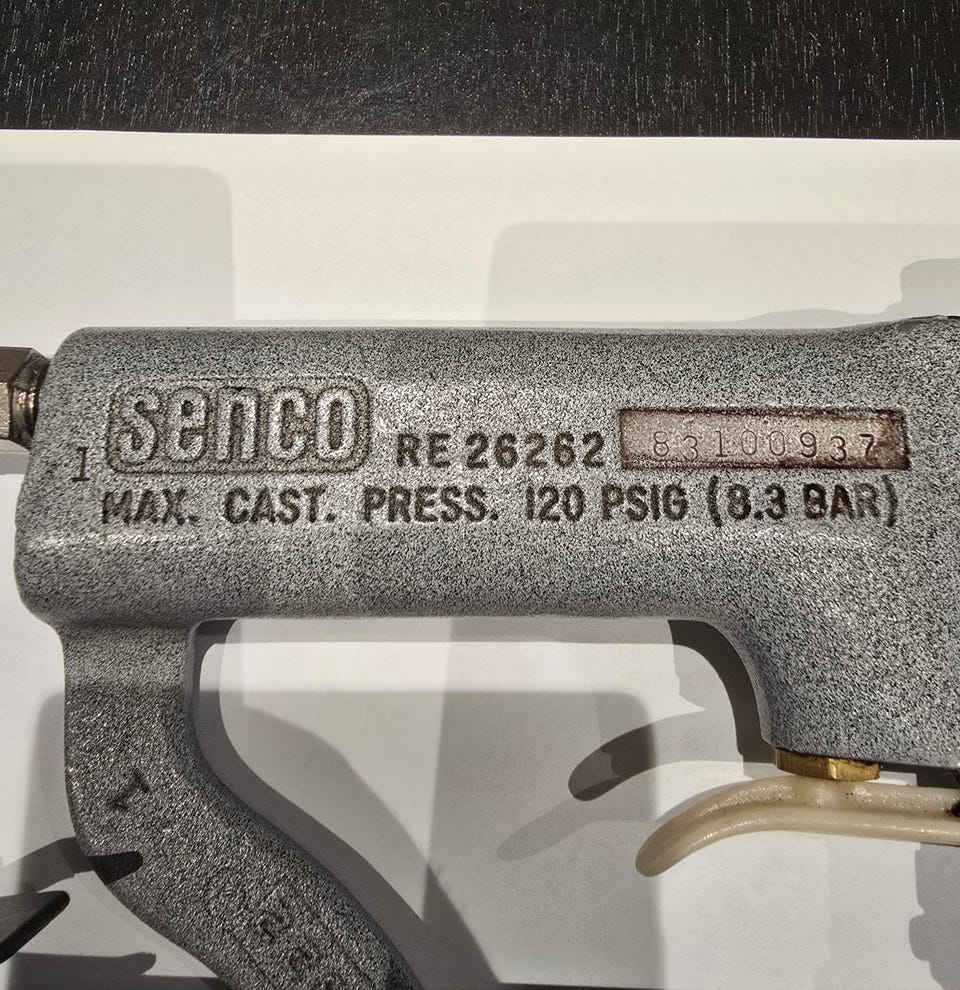 senco RE 26262 83100937
1
MAX. CAST. PRESS. 120 PSIG (8.3 BAR)